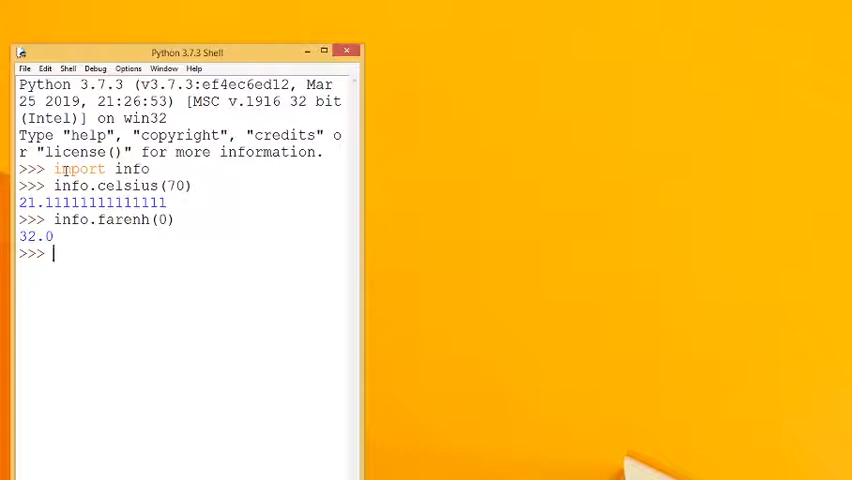 Python 3.7.3 Shell
File Edit Shell Debug Options Window Help
Python 3.7.3 (v3.7.3:ef4ec6ed12, Mar
25 2019, 21:26:53) [MSC v.1916 32 bit
(Intel)] on win32
Type "help", "copyright", "credits" o
r "license()" for more information.
>>> import info
>>> info.celsius(70)
21.11111111111111
>>> info.farenh(0)
32.0
>>>